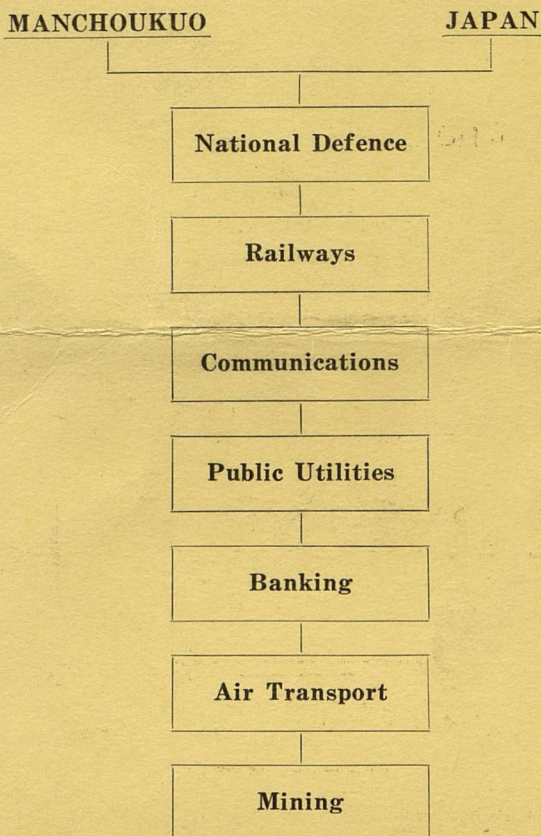 MANCHOUKUO JAPAN
National Defence
Railways
Communications
Public Utilities
Banking
Air Transport
Mining